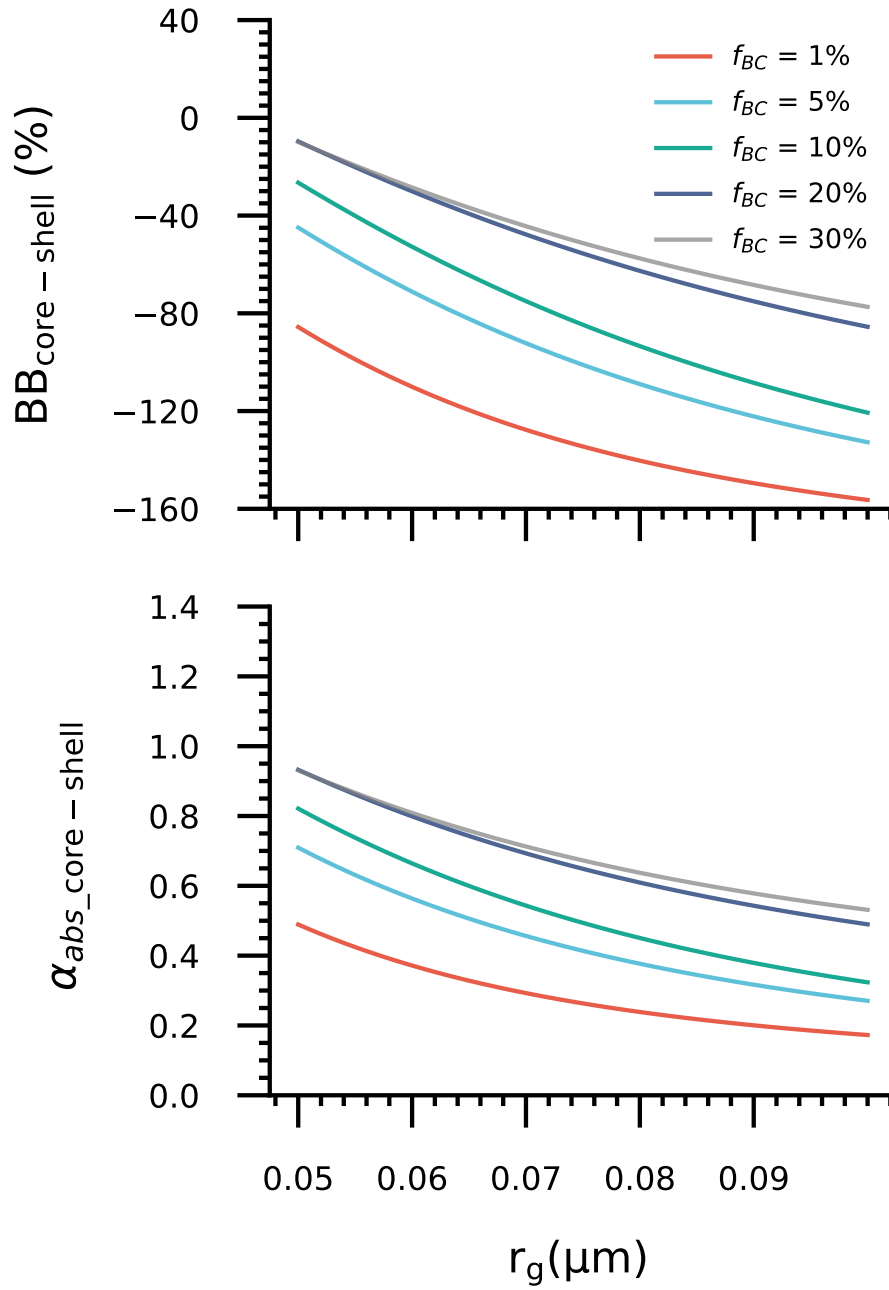 BBcore−shell (%)
40
0
−40
−80
−120
−160
fBC = 1%
fBC = 5%
fBC = 10%
fBC = 20%
fBC = 30%
αabs_core−shell
1.4
1.2
1.0
0.8
0.6
0.4
0.2
0.0
0.05 0.06 0.07 0.08 0.09
rg(μm)